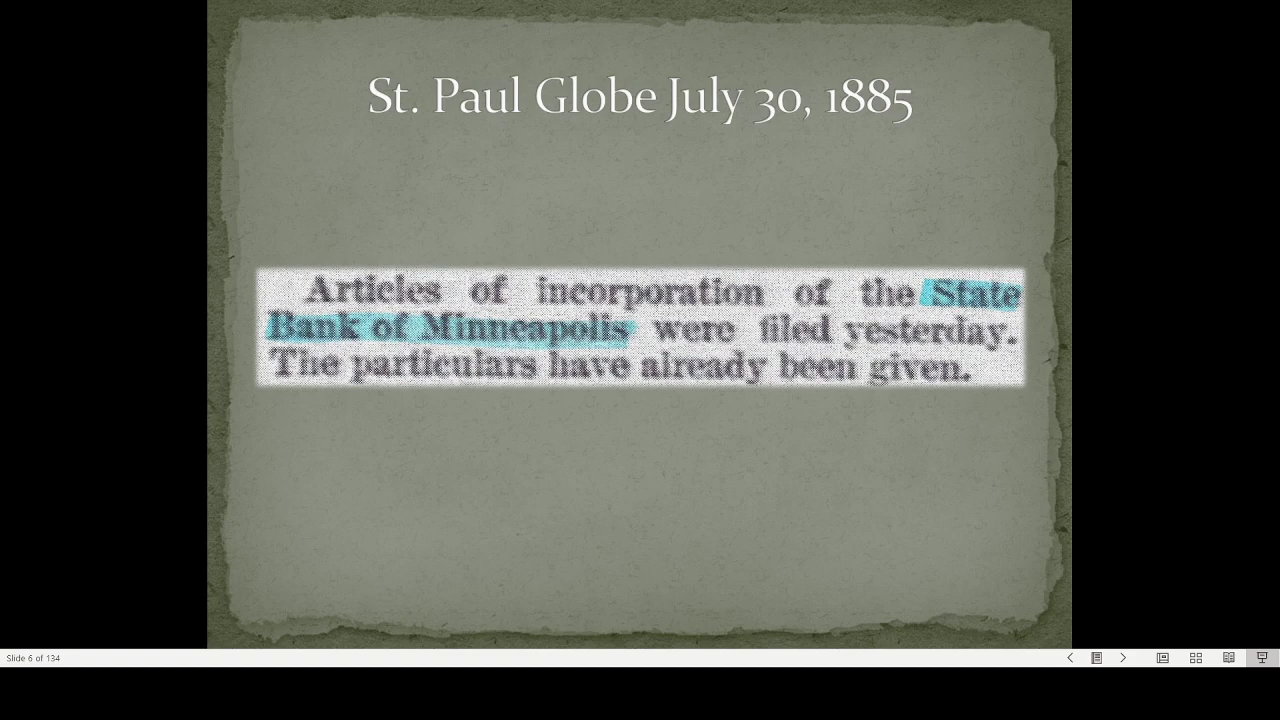 St. Paul Globe July 30, 1885
Articles of incorporation of the State
Bank of Minneapolis were filed yesterday.
The particulars have already been given.
Slide 6 of 134